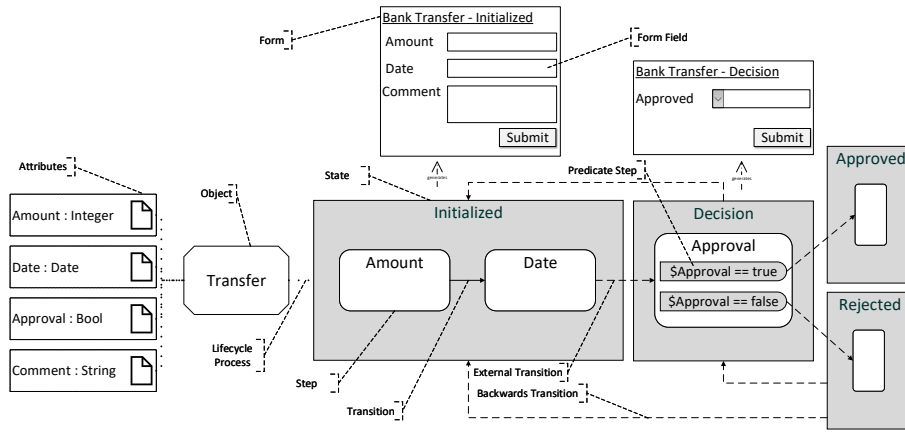 Bank Transfer - Initialized
Amount
Date
Comment
Submit
Form
Form Field
Bank Transfer - Decision
Approved
Submit
generates
generates
Attributes
Object
State
Predicate Step
Amount : Integer
Date : Date
Approval : Bool
Comment : String
Transfer
Initialized
Amount
Date
Decision
Approval
$Approval == true
$Approval == false
Approved
Rejected
Lifecycle
Process
Step
Transition
External Transition
Backwards Transition